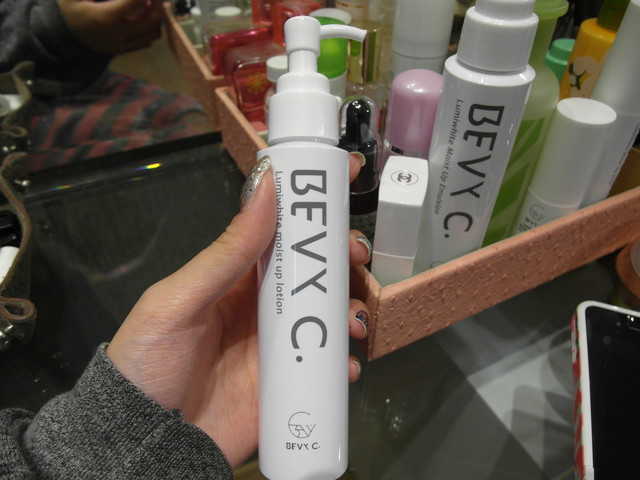 BEVY C.
Lumiwhite moist up lotion
BEVY C.
BEVY C.
Lumiwhite Moist Up Emulsion